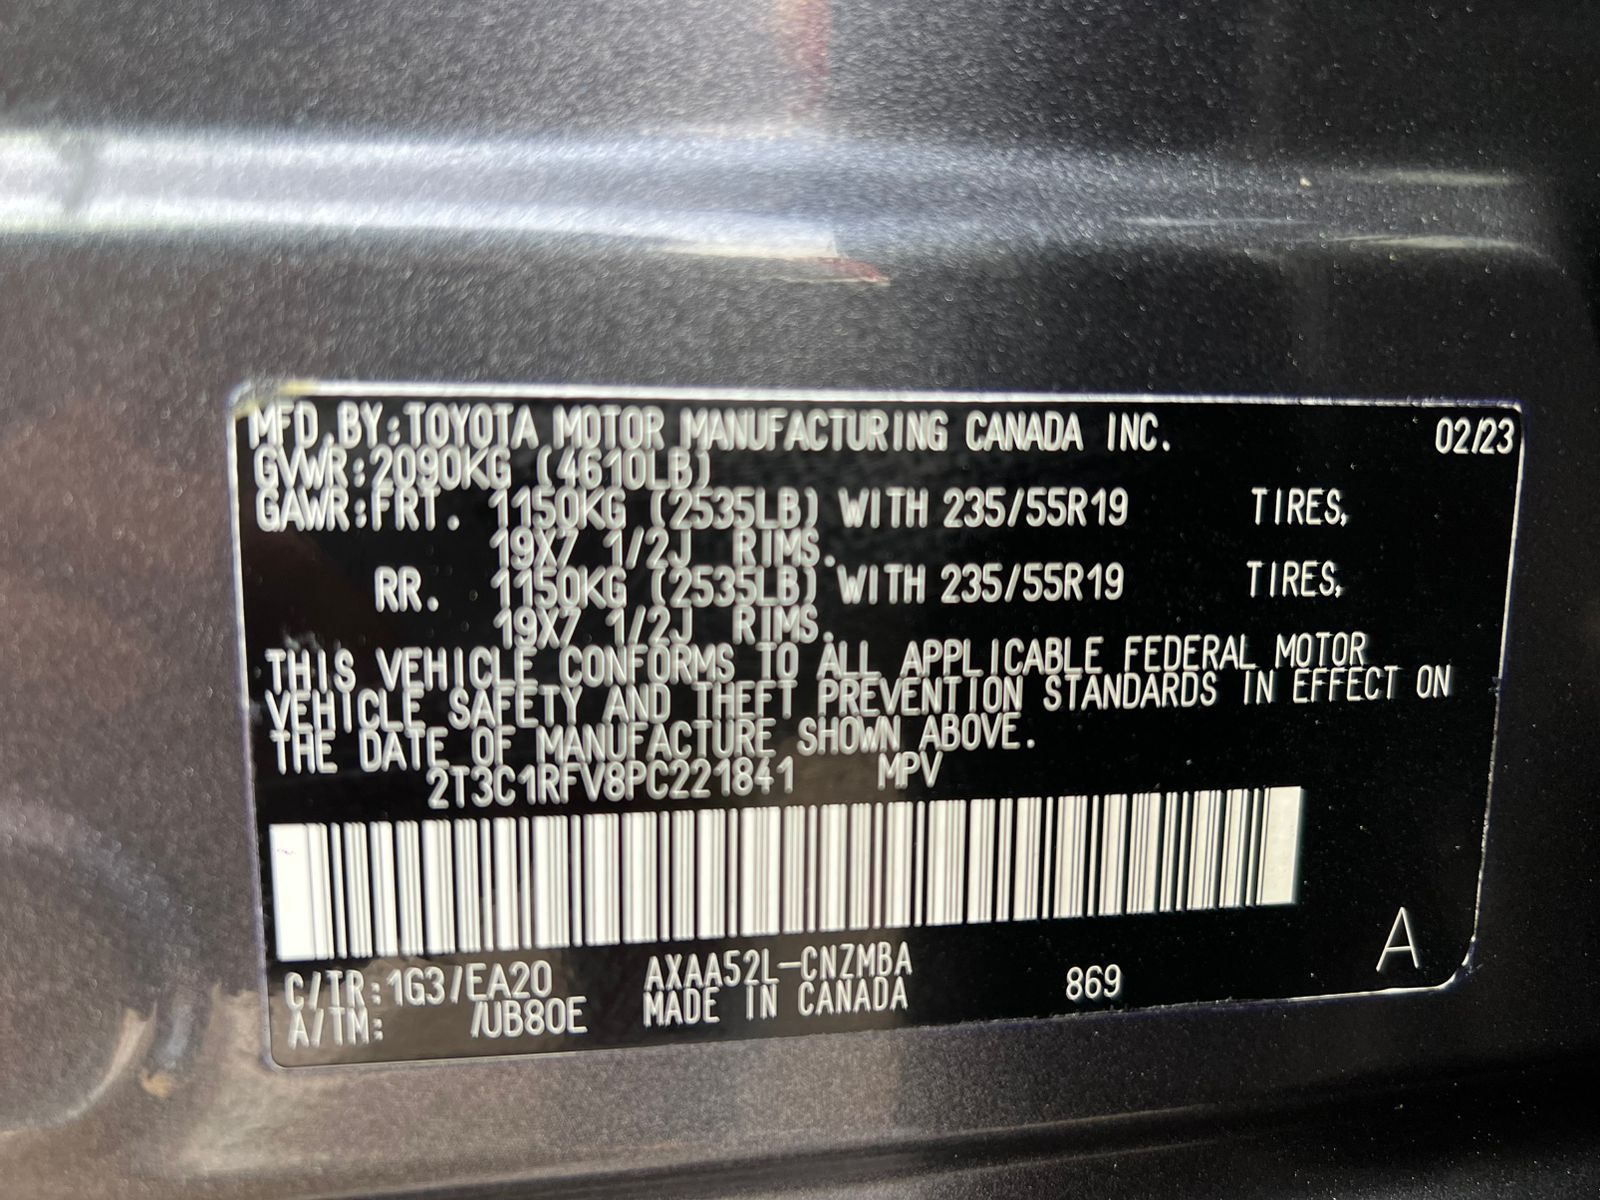 MFD.BY:TOYOTA MOTOR MANUFACTURING CANADA INC. 02/23
GVWR:2090KG (4610LB)
GAWR:FRT. 1150KG (2535LB) WITH 235/55R19 TIRES,
19X7 1/2J RIMS.
RR. 1150KG (2535LB) WITH 235/55R19 TIRES,
19X7 1/2J RIMS.
THIS VEHICLE CONFORMS TO ALL APPLICABLE FEDERAL MOTOR
VEHICLE SAFETY AND THEFT PREVENTION STANDARDS IN EFFECT ON
THE DATE OF MANUFACTURE SHOWN ABOVE.
2T3C1RFV8PC221841 MPV
C/TR:1G3/EA20 AXAA52L-CNZMBA 869 A
A/TM: /UB80E MADE IN CANADA